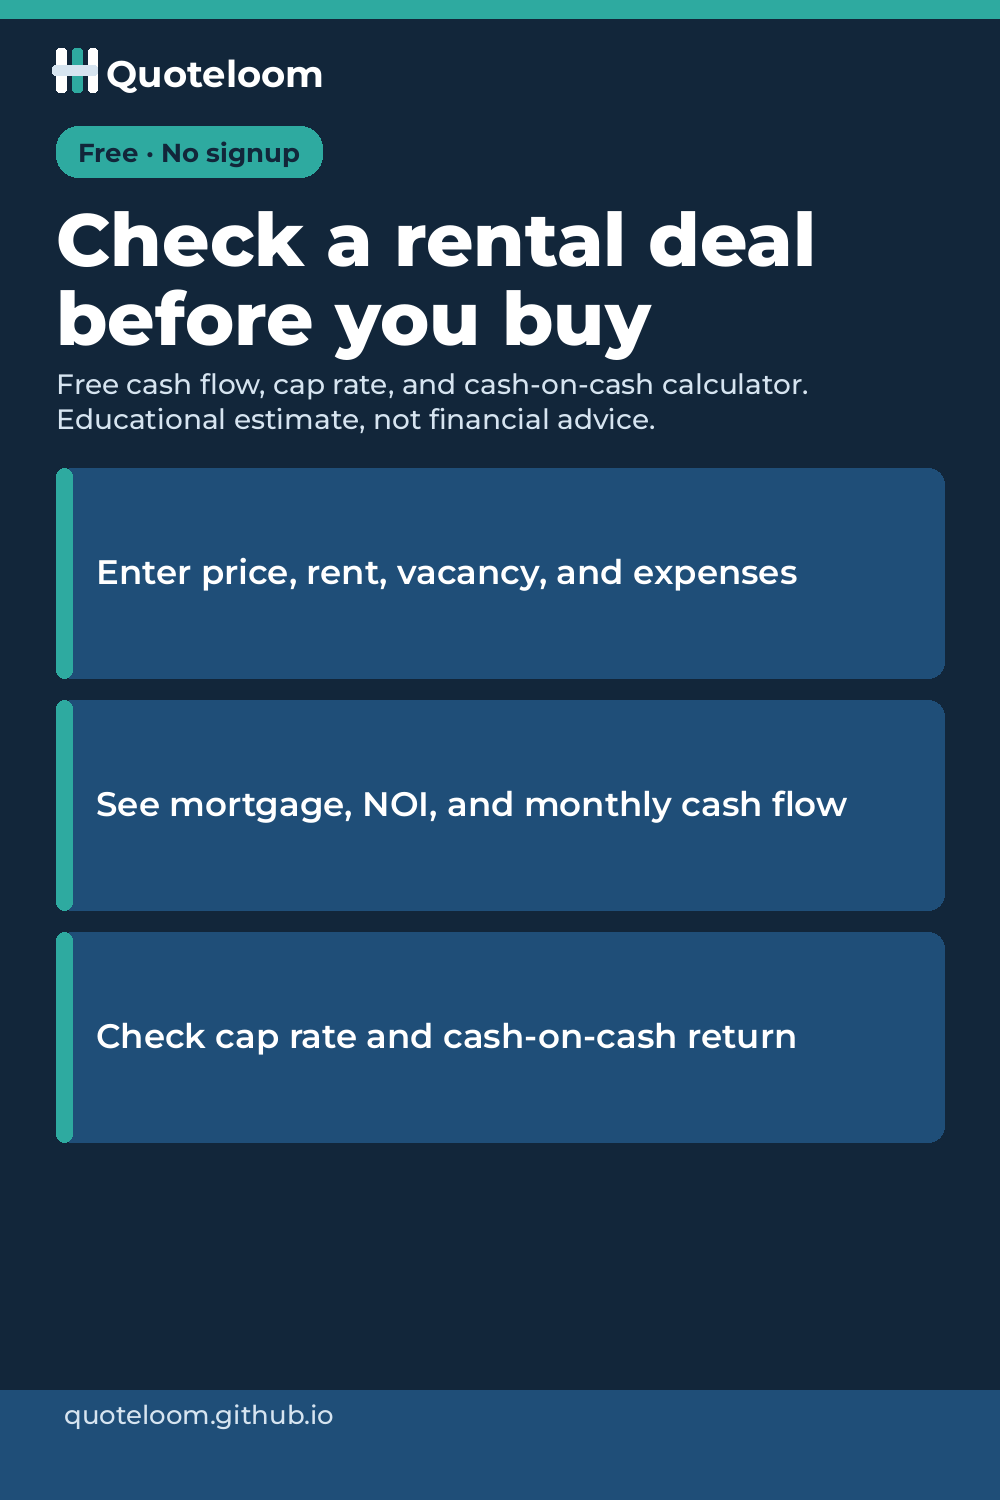 Quoteloom
Free · No signup
Check a rental deal
before you buy
Free cash flow, cap rate, and cash-on-cash calculator.
Educational estimate, not financial advice.
Enter price, rent, vacancy, and expenses
See mortgage, NOI, and monthly cash flow
Check cap rate and cash-on-cash return
quoteloom.github.io